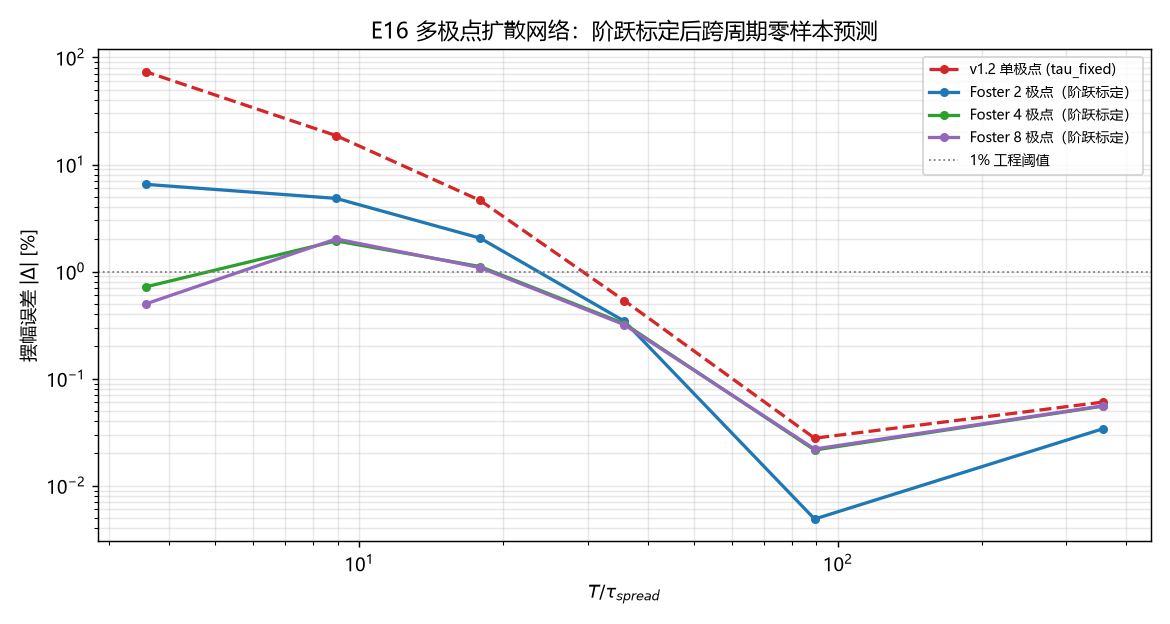 E16 多极点扩散网络：阶跃标定后跨周期零样本预测
v1.2 单极点 (tau_fixed)
Foster 2 极点（阶跃标定）
Foster 4 极点（阶跃标定）
Foster 8 极点（阶跃标定）
1% 工程阈值
摆幅误差 |Δ| [%]
10²
10¹
10⁰
10⁻¹
10⁻²
10¹
10²
T/τspread